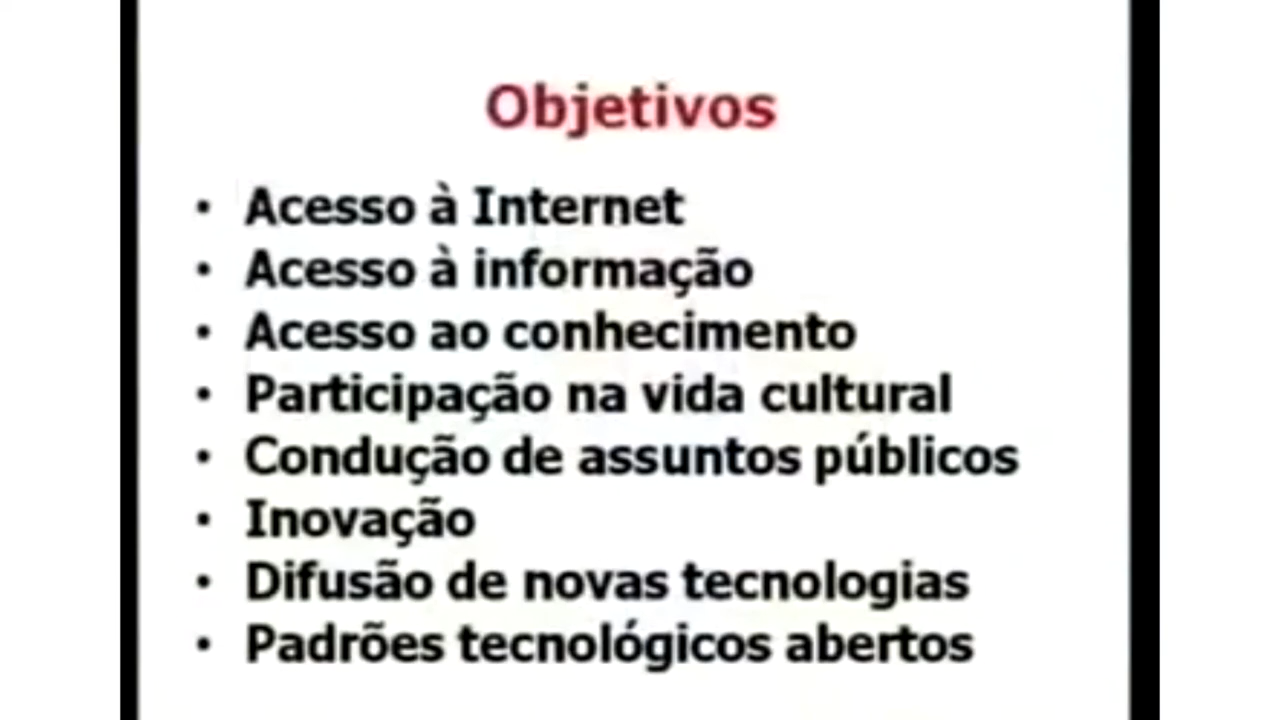 Objetivos
• Acesso à Internet
• Acesso à informação
• Acesso ao conhecimento
• Participação na vida cultural
• Condução de assuntos públicos
• Inovação
• Difusão de novas tecnologias
• Padrões tecnológicos abertos